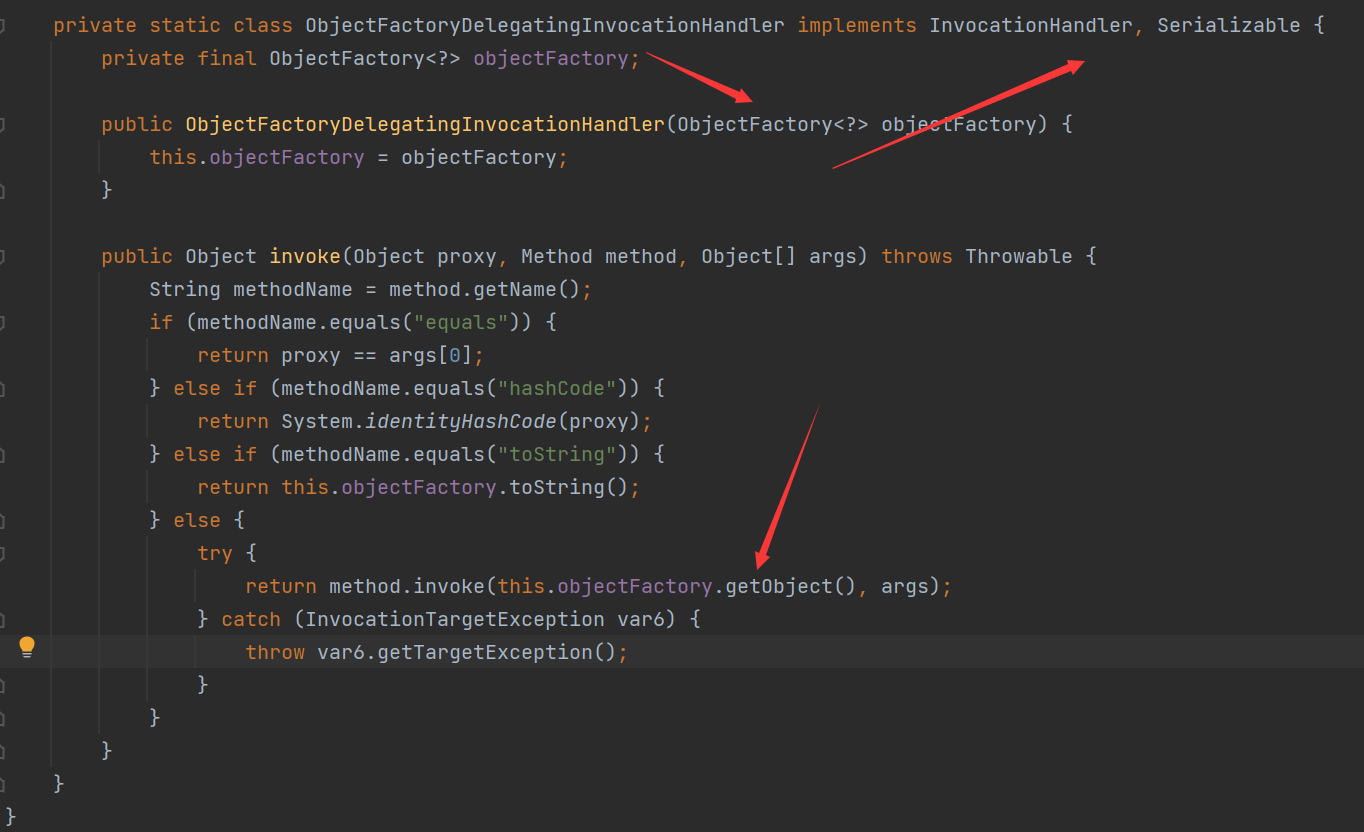 private static class ObjectFactoryDelegatingInvocationHandler implements InvocationHandler, Serializable {
private final ObjectFactory<?> objectFactory;
public ObjectFactoryDelegatingInvocationHandler(ObjectFactory<?> objectFactory) {
this.objectFactory = objectFactory;
}
public Object invoke(Object proxy, Method method, Object[] args) throws Throwable {
String methodName = method.getName();
if (methodName.equals("equals")) {
return proxy == args[0];
} else if (methodName.equals("hashCode")) {
return System.identityHashCode(proxy);
} else if (methodName.equals("toString")) {
return this.objectFactory.toString();
} else {
try {
return method.invoke(this.objectFactory.getObject(), args);
} catch (InvocationTargetException var6) {
throw var6.getTargetException();
}
}
}
}
}